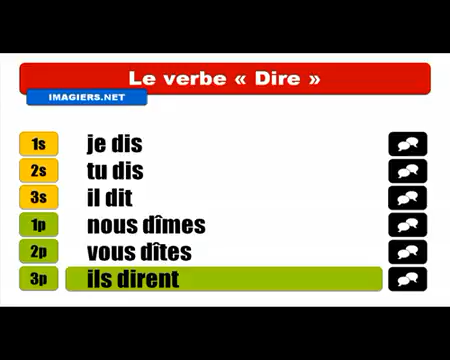 Le verbe « Dire »
IMAGIERS.NET
1s je dis
2s tu dis
3s il dit
1p nous dîmes
2p vous dîtes
3p ils dirent